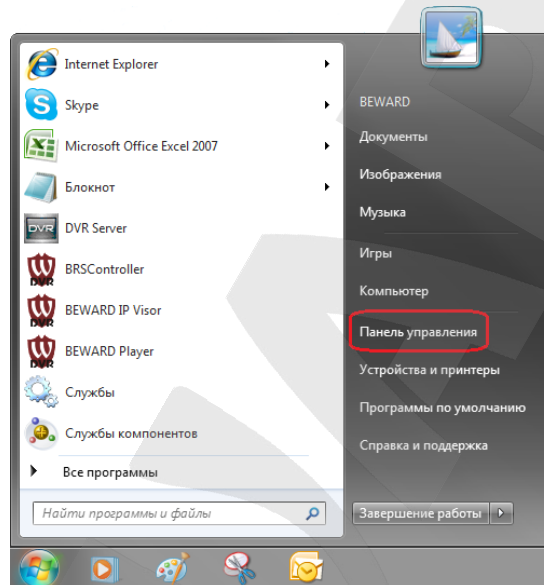 Internet Explorer
Skype
Microsoft Office Excel 2007
Блокнот
DVR Server
BRSController
BEWARD IP Visor
BEWARD Player
Службы
Службы компонентов
Все программы
Найти программы и файлы
BEWARD
Документы
Изображения
Музыка
Игры
Компьютер
Панель управления
Устройства и принтеры
Программы по умолчанию
Справка и поддержка
Завершение работы